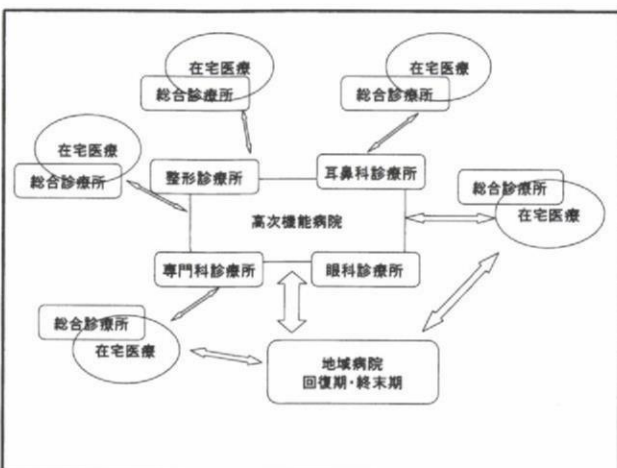 在宅医療
総合診療所
在宅医療
総合診療所
在宅医療
総合診療所
整形診療所
耳鼻科診療所
総合診療所
在宅医療
高次機能病院
専門科診療所
眼科診療所
総合診療所
在宅医療
地域病院
回復期・終末期